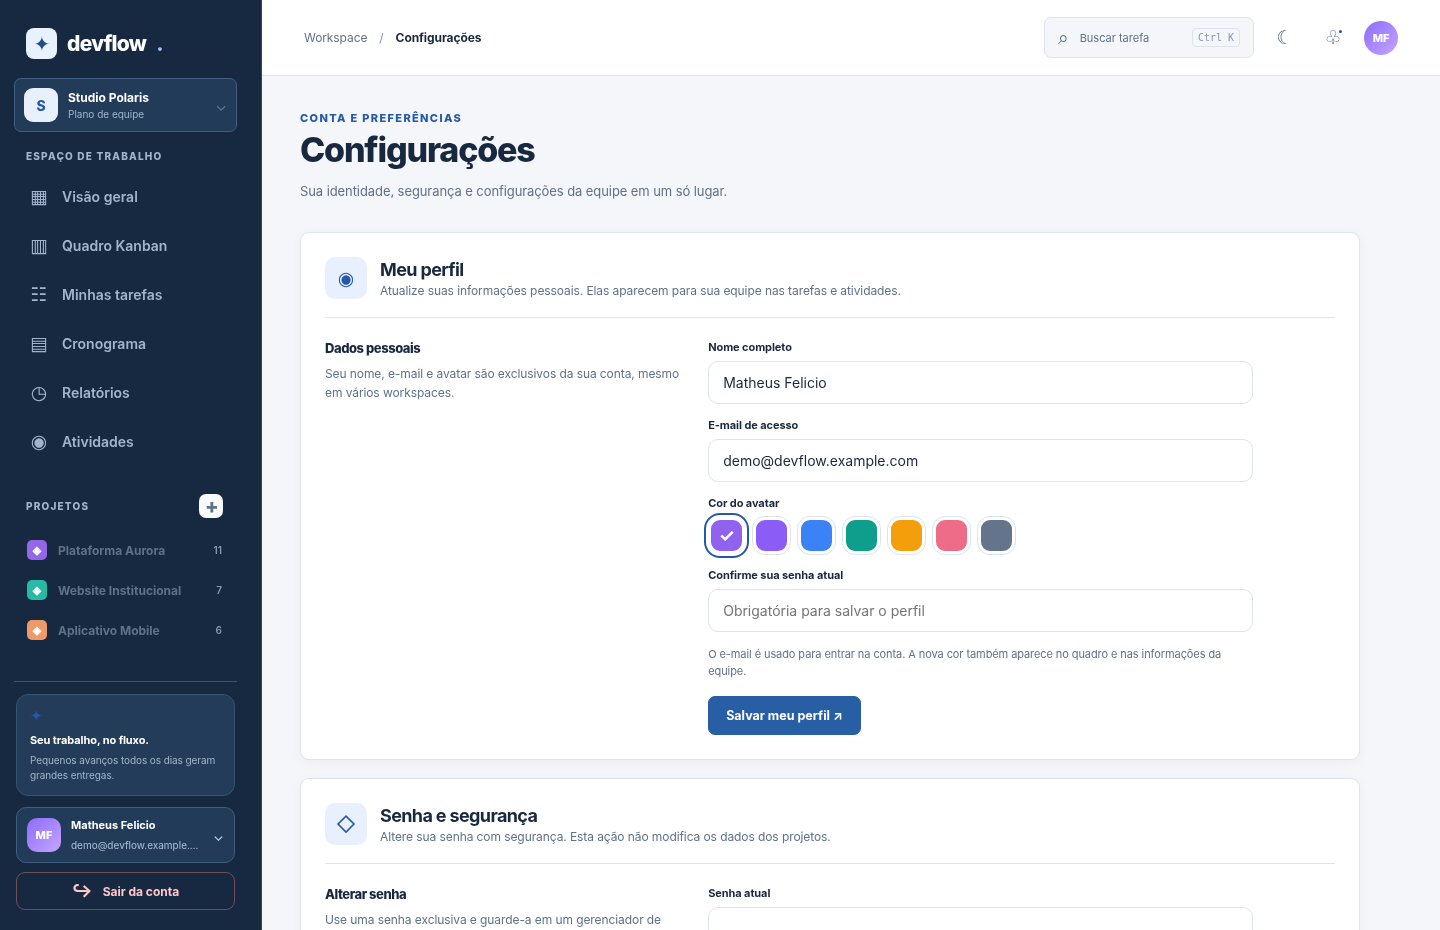 devflow .
S
Studio Polaris
Plano de equipe
ESPAÇO DE TRABALHO
Visão geral
Quadro Kanban
Minhas tarefas
Cronograma
Relatórios
Atividades
PROJETOS
Plataforma Aurora 11
Website Institucional 7
Aplicativo Mobile 6
Seu trabalho, no fluxo.
Pequenos avanços todos os dias geram
grandes entregas.
MF
Matheus Felicio
demo@devflow.example....
Sair da conta
Workspace / Configurações
Buscar tarefa Ctrl K
MF
CONTA E PREFERÊNCIAS
Configurações
Sua identidade, segurança e configurações da equipe em um só lugar.
Meu perfil
Atualize suas informações pessoais. Elas aparecem para sua equipe nas tarefas e atividades.
Dados pessoais
Seu nome, e-mail e avatar são exclusivos da sua conta, mesmo
em vários workspaces.
Nome completo
Matheus Felicio
E-mail de acesso
demo@devflow.example.com
Cor do avatar
Confirme sua senha atual
Obrigatória para salvar o perfil
O e-mail é usado para entrar na conta. A nova cor também aparece no quadro e nas informações da
equipe.
Salvar meu perfil ↗
Senha e segurança
Altere sua senha com segurança. Esta ação não modifica os dados dos projetos.
Alterar senha
Use uma senha exclusiva e guarde-a em um gerenciador de
Senha atual